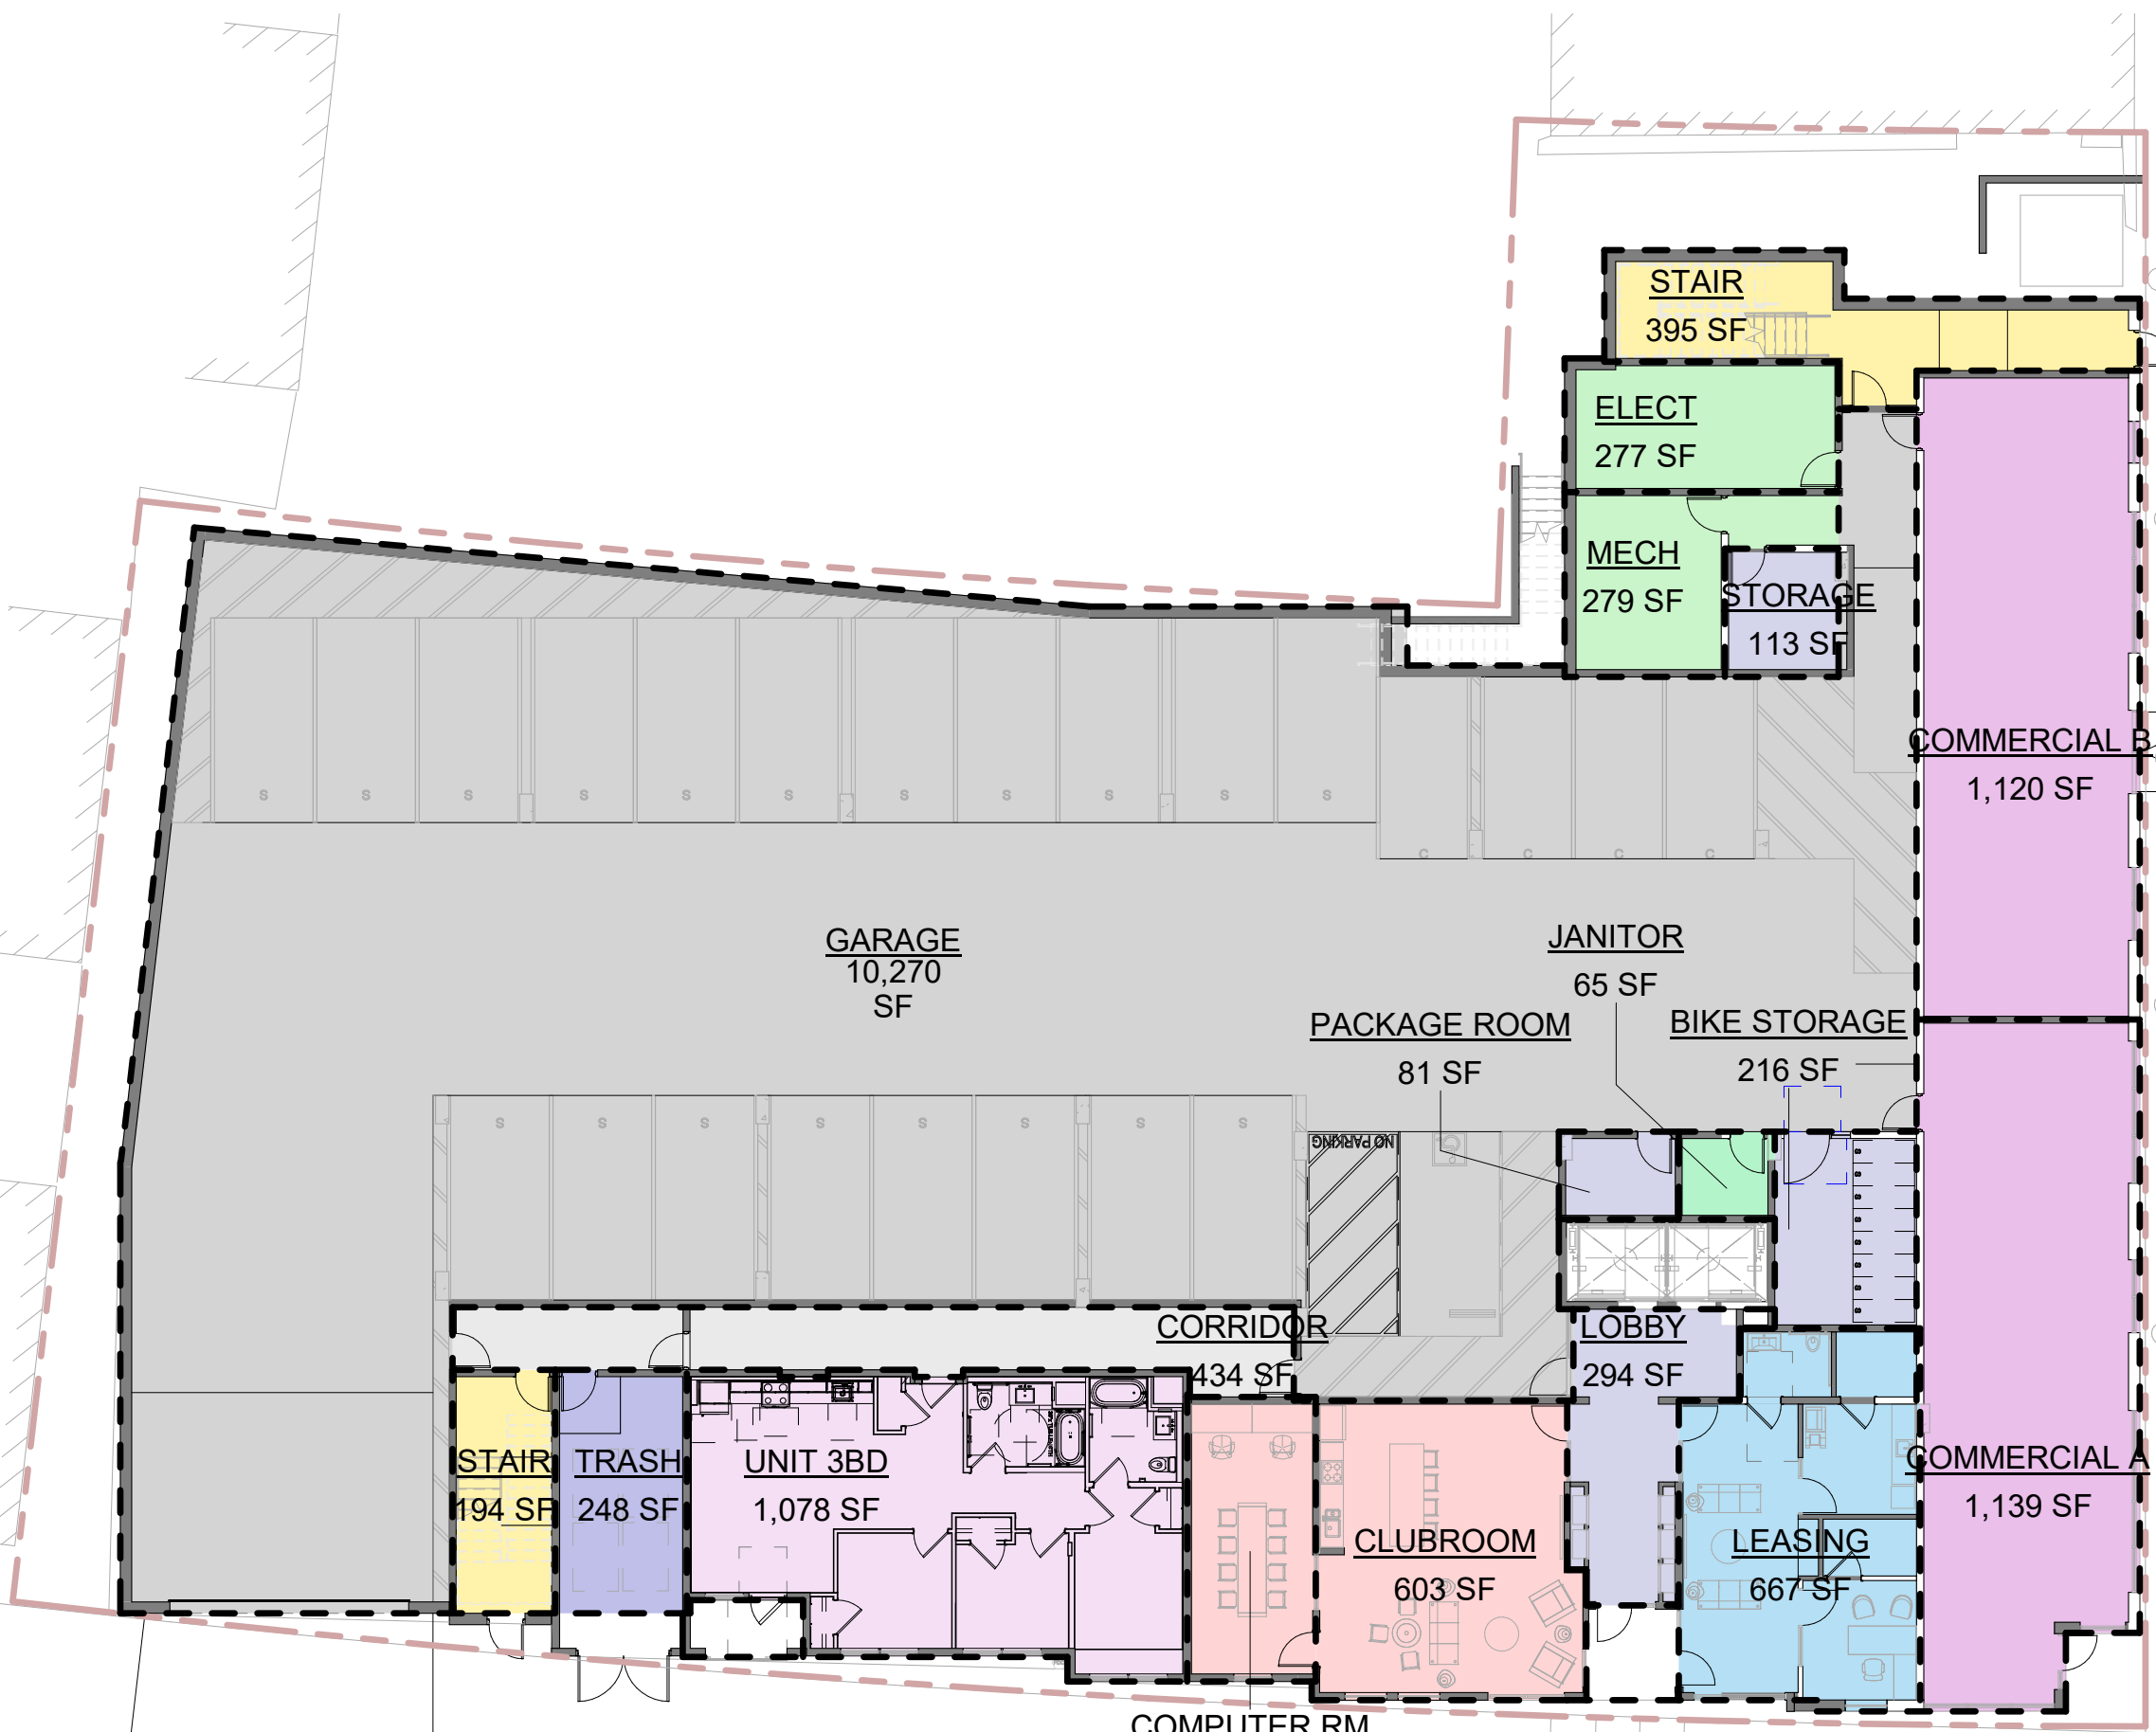 STAIR
395 SF
ELECT
277 SF
MECH
279 SF
STORAGE
113 SF
COMMERCIAL B
1,120 SF
S
S
S
S
S
S
S
S
S
S
S
C
C
C
C
GARAGE
10,270
SF
JANITOR
65 SF
PACKAGE ROOM
81 SF
BIKE STORAGE
216 SF
S
S
S
S
S
S
S
S
NO PARKING
CORRIDOR
434 SF
LOBBY
294 SF
STAIR
194 SF
TRASH
248 SF
UNIT 3BD
1,078 SF
CLUBROOM
603 SF
LEASING
667 SF
COMMERCIAL A
1,139 SF
COMPUTER RM